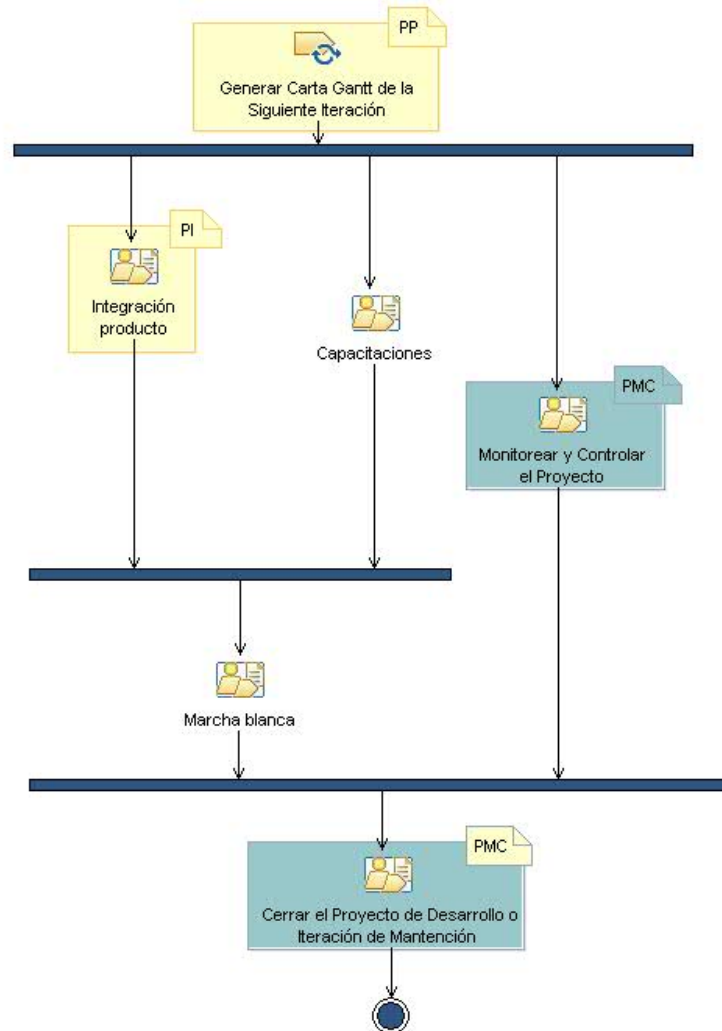 PP
Generar Carta Gantt de la
Siguiente Iteración
PI
Integración
producto
Capacitaciones
PMC
Monitorear y Controlar
el Proyecto
Marcha blanca
PMC
Cerrar el Proyecto de Desarrollo o
Iteración de Mantención